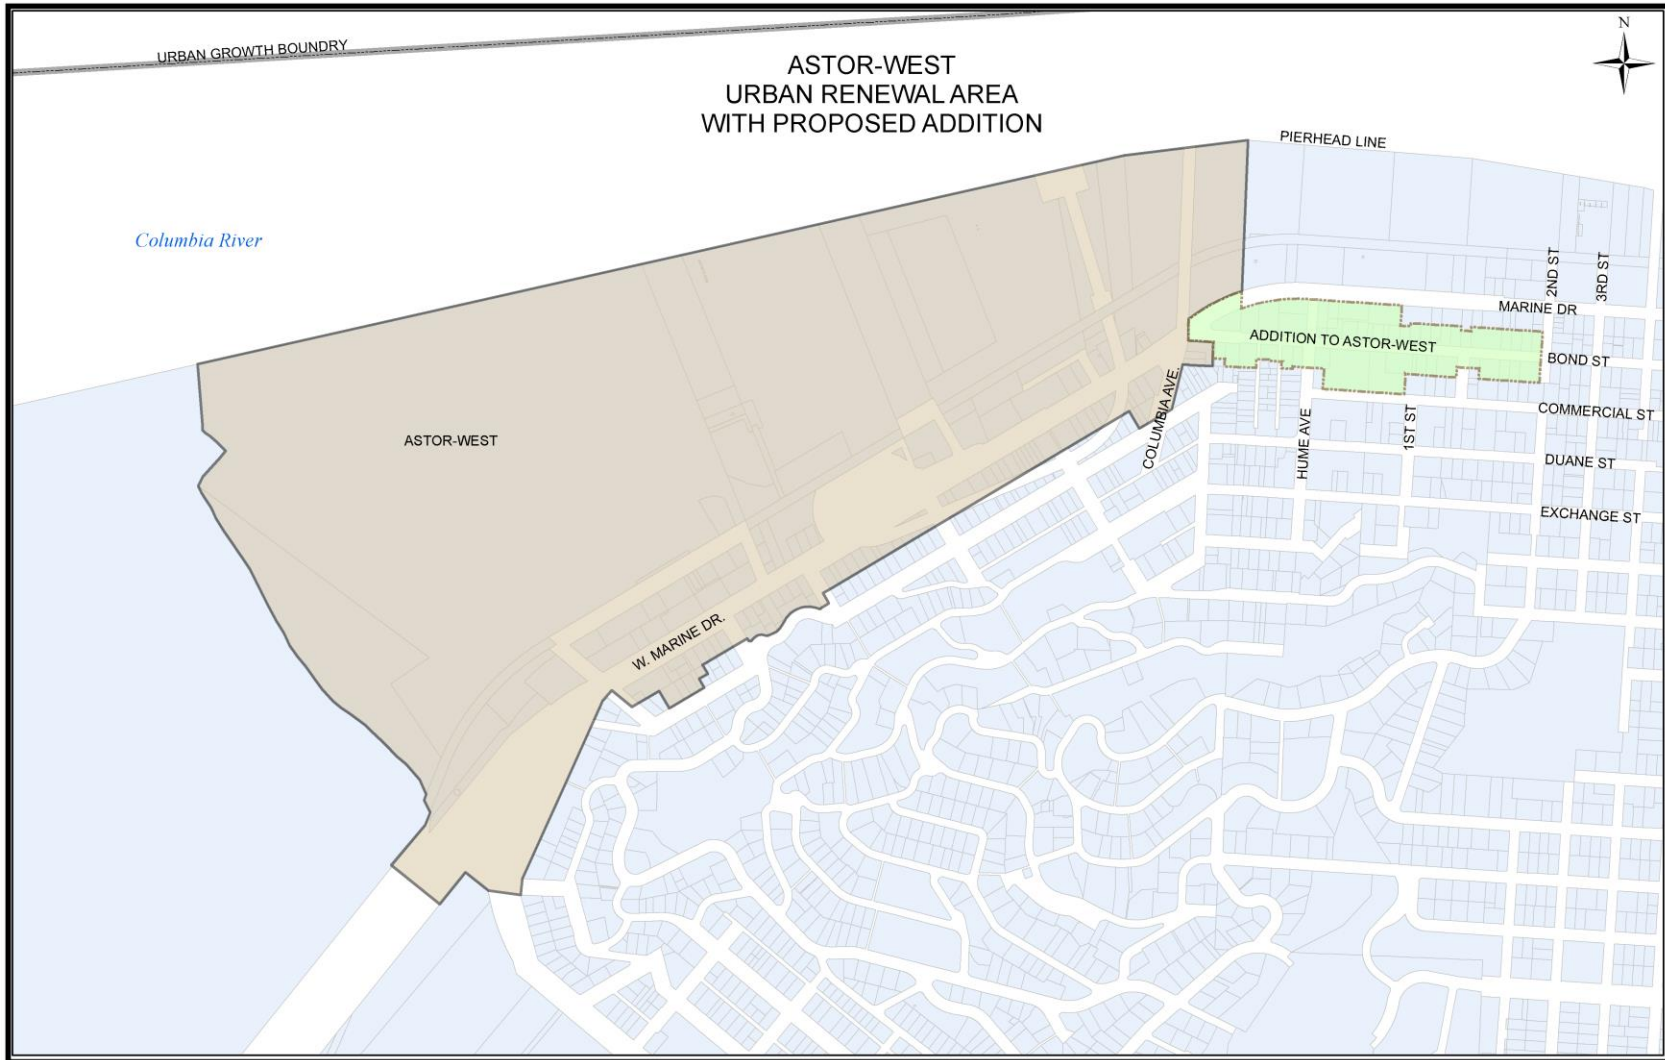 URBAN GROWTH BOUNDRY
N
ASTOR-WEST
URBAN RENEWAL AREA
WITH PROPOSED ADDITION
PIERHEAD LINE
Columbia River
2ND ST
3RD ST
MARINE DR
ADDITION TO ASTOR-WEST
BOND ST
COLUMBIA AVE.
COMMERCIAL ST
ASTOR-WEST
HUME AVE
1ST ST
DUANE ST
EXCHANGE ST
W. MARINE DR.